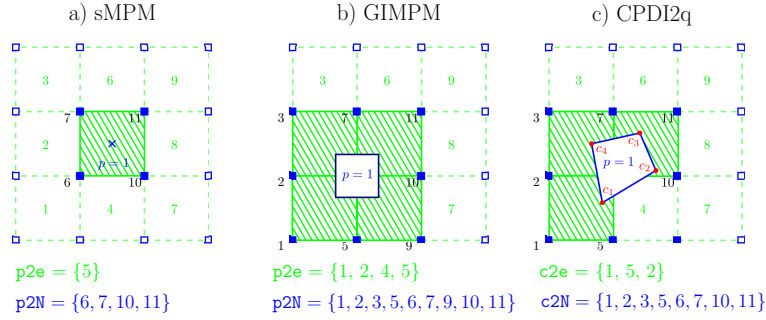 a) sMPM
3 6 9
7 11
2 8
p = 1
6 10
1 4 7
p2e = {5}
p2N = {6, 7, 10, 11}
b) GIMPM
3 6 9
3 7 11
8
p = 1
2 10
7
1 5 9
p2e = {1, 2, 4, 5}
p2N = {1, 2, 3, 5, 6, 7, 9, 10, 11}
c) CPDI2q
3 6 9
3 7 11
c₃
c₄ 8
p = 1
c₂
2 10
c₁
4 7
1 5
c2e = {1, 5, 2}
c2N = {1, 2, 3, 5, 6, 7, 10, 11}